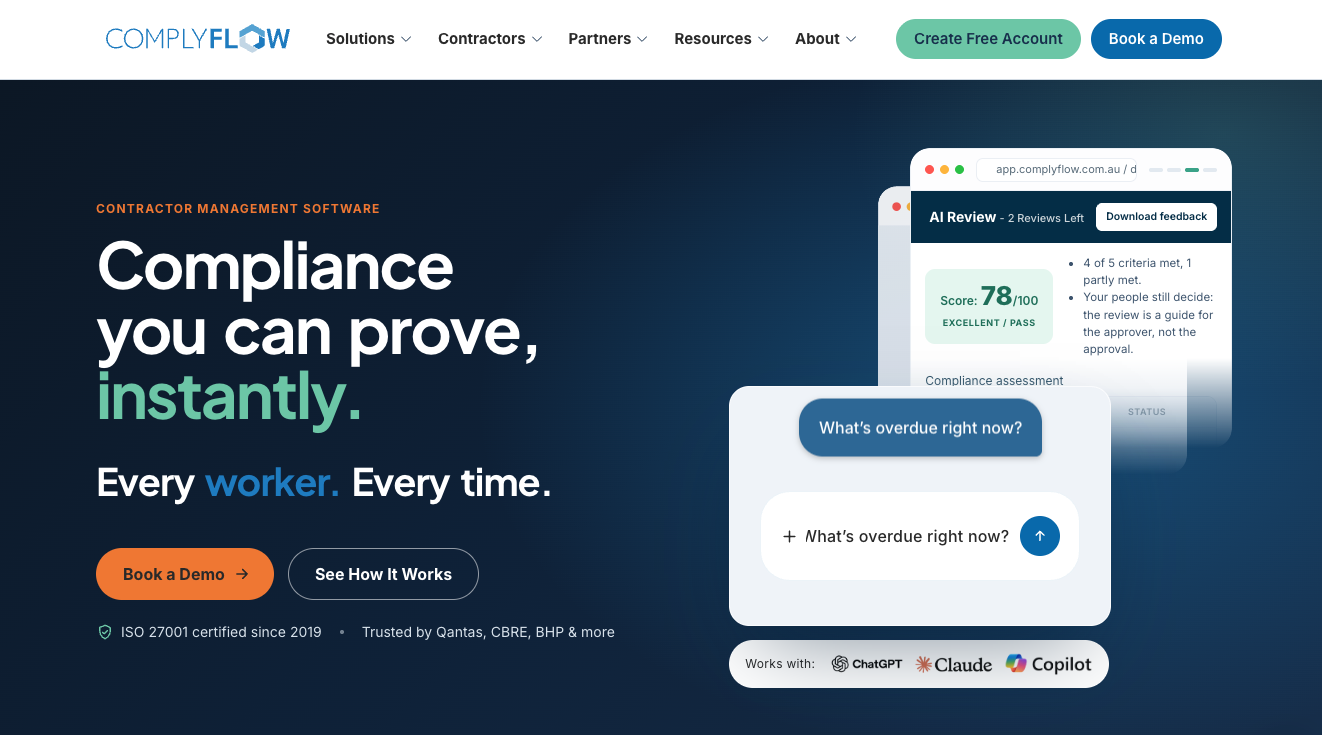 COMPLYFLOW
Solutions
Contractors
Partners
Resources
About
Create Free Account
Book a Demo
CONTRACTOR MANAGEMENT SOFTWARE
Compliance
you can prove,
instantly.
Every worker. Every time.
Book a Demo
See How It Works
ISO 27001 certified since 2019 • Trusted by Qantas, CBRE, BHP & more
app.complyflow.com.au / d
AI Review - 2 Reviews Left
Download feedback
Score: 78/100
EXCELLENT / PASS
• 4 of 5 criteria met, 1
partly met.
• Your people still decide:
the review is a guide for
the approver, not the
approval.
Compliance assessment
STATUS
What's overdue right now?
What's overdue right now?
Works with:
ChatGPT
Claude
Copilot